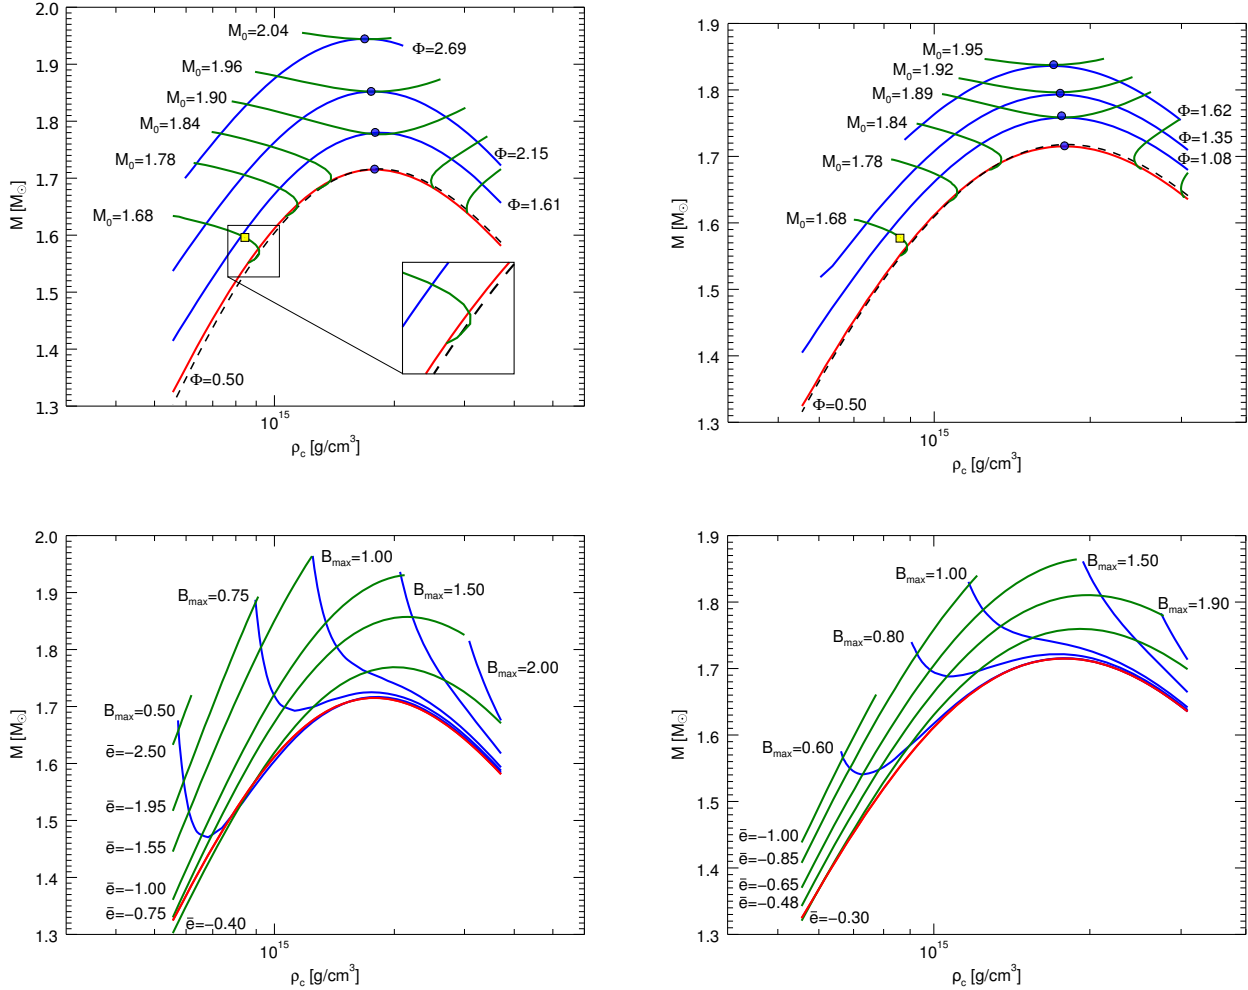 2.0
1.9
1.8
1.7
1.6
1.5
1.4
1.3
M [M☉]
M₀=2.04
M₀=1.96
M₀=1.90
M₀=1.84
M₀=1.78
M₀=1.68
Φ=2.69
Φ=2.15
Φ=1.61
Φ=0.50
10¹⁵
ρc [g/cm³]
1.9
1.8
1.7
1.6
1.5
1.4
1.3
M [M☉]
M₀=1.95
M₀=1.92
M₀=1.89
M₀=1.84
M₀=1.78
M₀=1.68
Φ=1.62
Φ=1.35
Φ=1.08
Φ=0.50
10¹⁵
ρc [g/cm³]
2.0
1.9
1.8
1.7
1.6
1.5
1.4
1.3
M [M☉]
Bmax=1.00
Bmax=0.75
Bmax=1.50
Bmax=2.00
Bmax=0.50
ē=−2.50
ē=−1.95
ē=−1.55
ē=−1.00
ē=−0.75
ē=−0.40
10¹⁵
ρc [g/cm³]
1.9
1.8
1.7
1.6
1.5
1.4
1.3
M [M☉]
Bmax=1.50
Bmax=1.00
Bmax=1.90
Bmax=0.80
Bmax=0.60
ē=−1.00
ē=−0.85
ē=−0.65
ē=−0.48
ē=−0.30
10¹⁵
ρc [g/cm³]